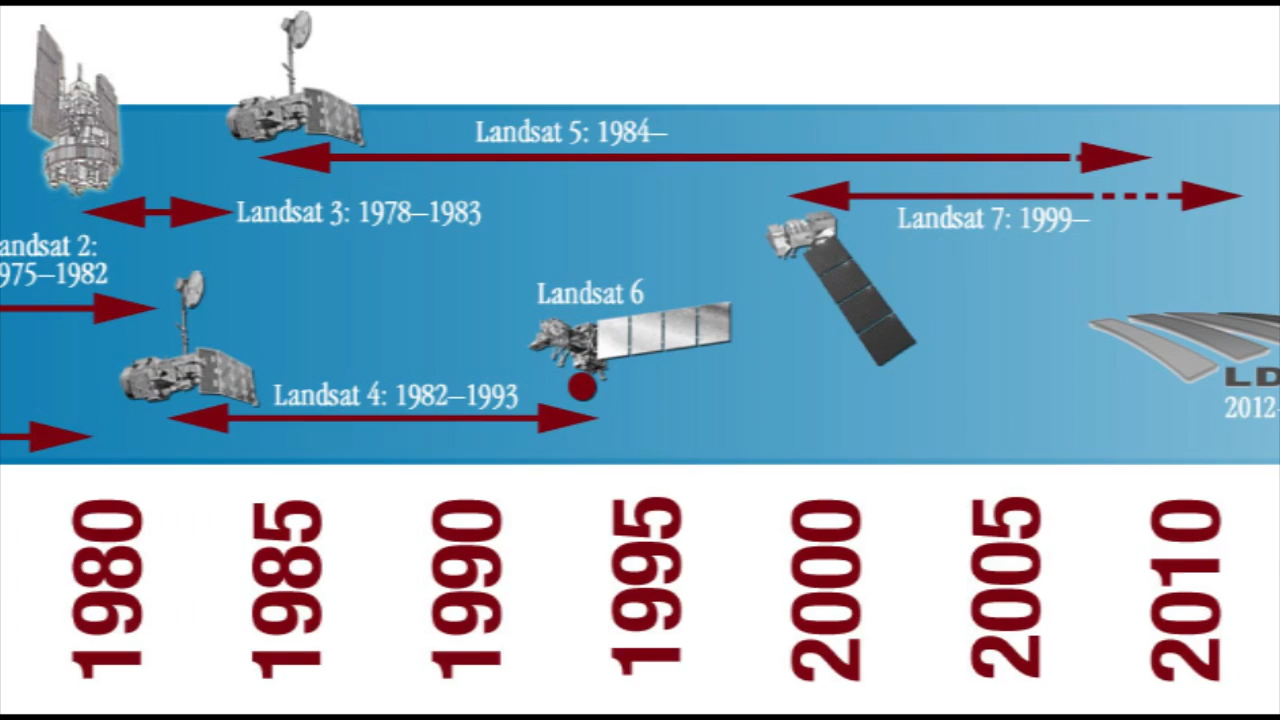 Landsat 5: 1984–
Landsat 3: 1978–1983
Landsat 7: 1999–
andsat 2:
975–1982
Landsat 6
Landsat 4: 1982–1993
LD
2012
1980
1985
1990
1995
2000
2005
2010